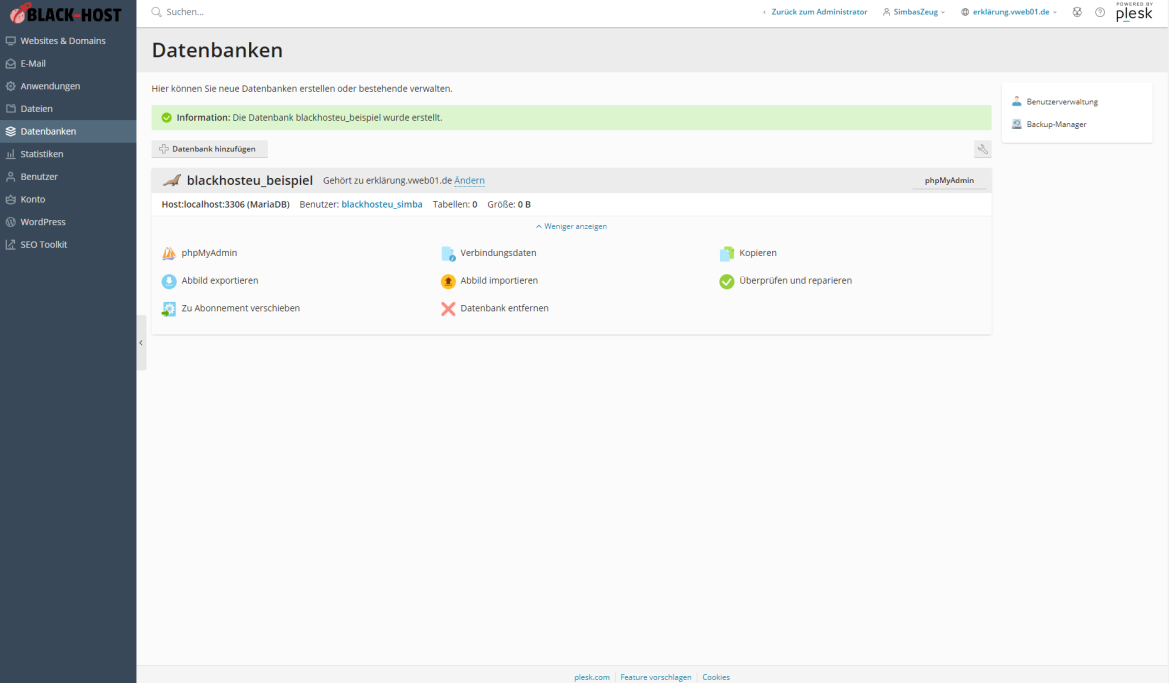 BLACK-HOST
Suchen...
Zurück zum Administrator
SimbasZeug
erklärung.vweb01.de
POWERED BY
plesk
Websites & Domains
E-Mail
Anwendungen
Dateien
Datenbanken
Statistiken
Benutzer
Konto
WordPress
SEO Toolkit
Datenbanken
Hier können Sie neue Datenbanken erstellen oder bestehende verwalten.
Information: Die Datenbank blackhosteu_beispiel wurde erstellt.
Datenbank hinzufügen
blackhosteu_beispiel Gehört zu erklärung.vweb01.de Ändern phpMyAdmin
Host:localhost:3306 (MariaDB) Benutzer: blackhosteu_simba Tabellen: 0 Größe: 0 B
Weniger anzeigen
phpMyAdmin Verbindungsdaten Kopieren
Abbild exportieren Abbild importieren Überprüfen und reparieren
Zu Abonnement verschieben Datenbank entfernen
Benutzerverwaltung
Backup-Manager
plesk.com Feature vorschlagen Cookies